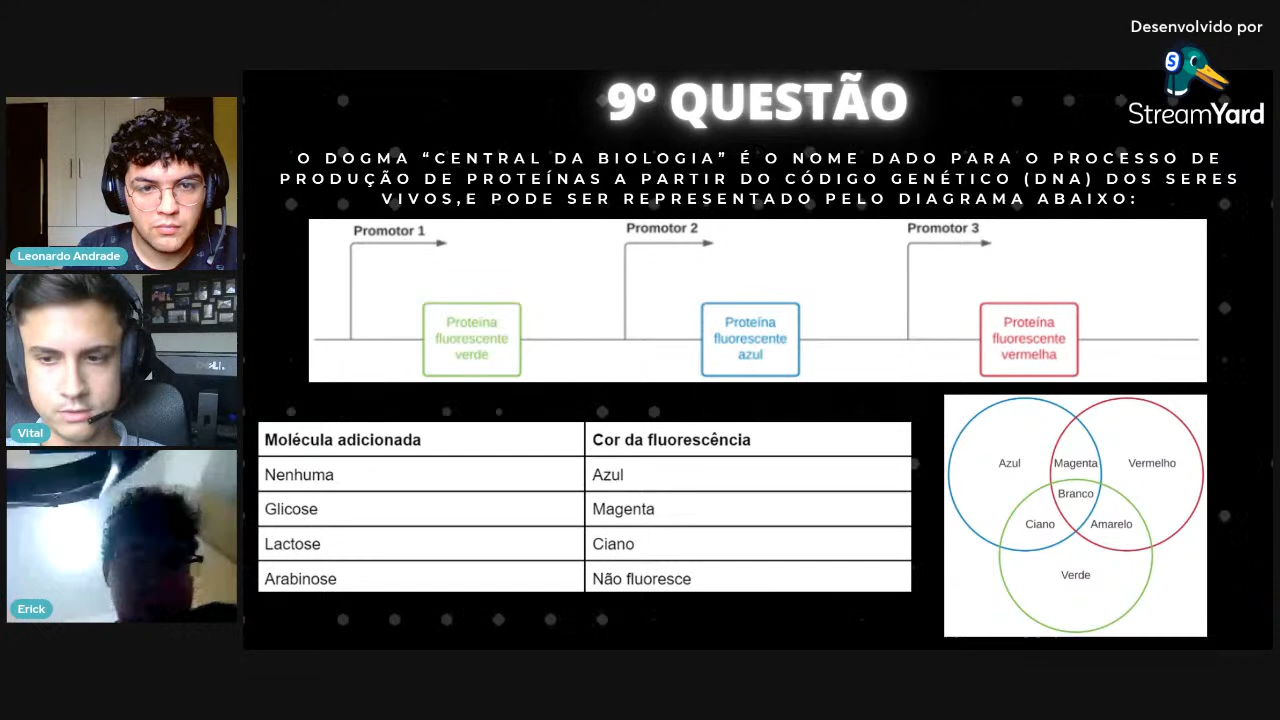 Desenvolvido por
StreamYard
9º QUESTÃO
O DOGMA “CENTRAL DA BIOLOGIA” É O NOME DADO PARA O PROCESSO DE
PRODUÇÃO DE PROTEÍNAS A PARTIR DO CÓDIGO GENÉTICO (DNA) DOS SERES
VIVOS,E PODE SER REPRESENTADO PELO DIAGRAMA ABAIXO:
Promotor 1
Promotor 2
Promotor 3
Proteína
fluorescente
verde
Proteína
fluorescente
azul
Proteína
fluorescente
vermelha
Molécula adicionada
Cor da fluorescência
Nenhuma
Azul
Glicose
Magenta
Lactose
Ciano
Arabinose
Não fluoresce
Azul
Magenta
Vermelho
Branco
Ciano
Amarelo
Verde
Leonardo Andrade
Vital
Erick